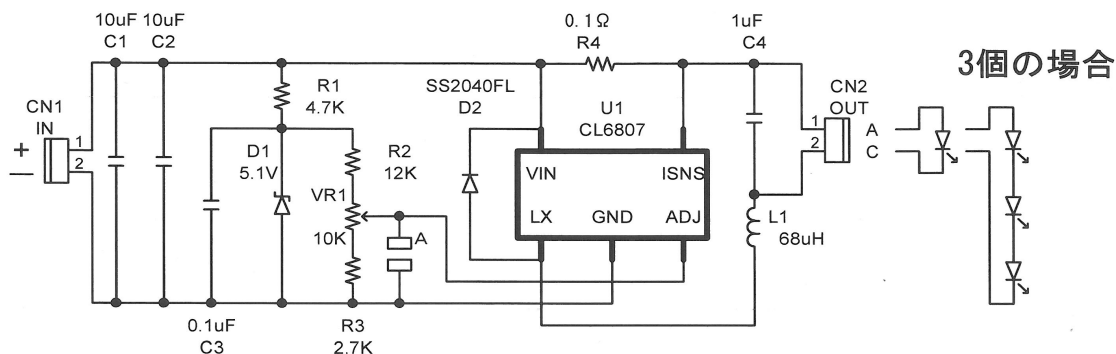 10uF 10uF
C1 C2
0.1Ω
R4
1uF
C4
3個の場合
CN1
IN
+
1
2
—
R1
4.7K
SS2040FL
D2
U1
CL6807
CN2
OUT
1
2
A
C
D1
5.1V
R2
12K
VR1
10K
A
VIN
ISNS
LX
GND
ADJ
L1
68uH
0.1uF
C3
R3
2.7K